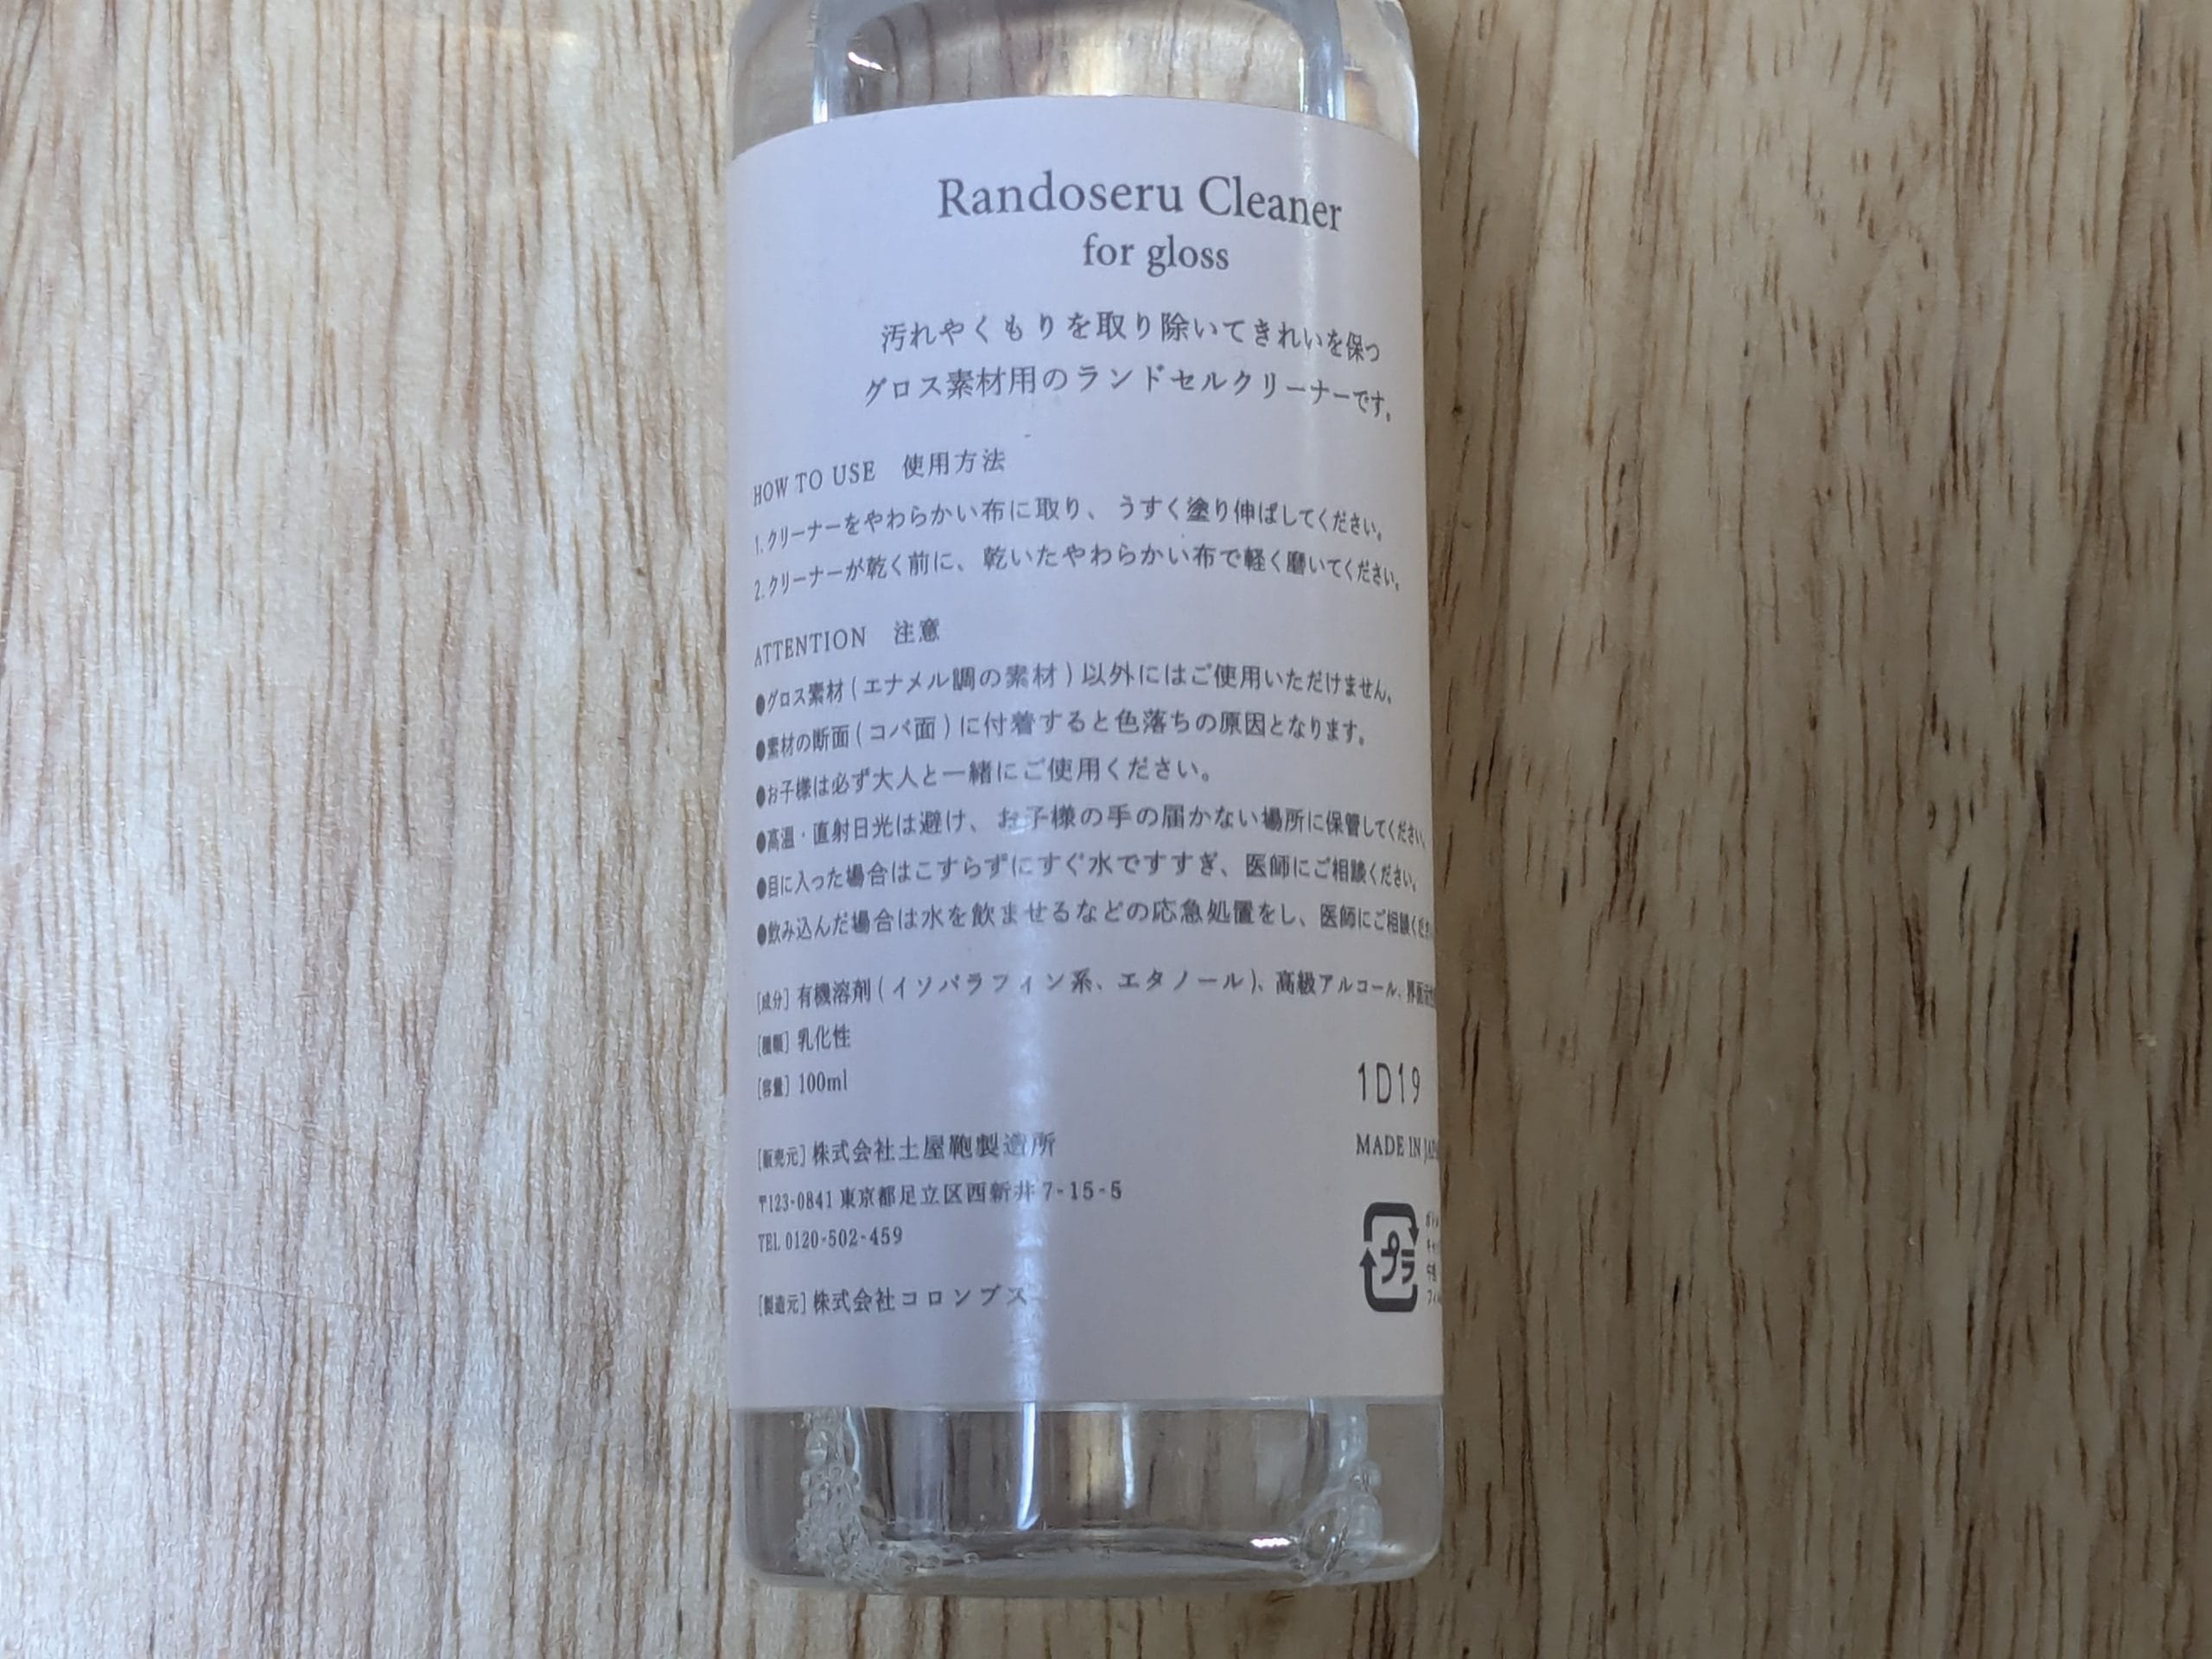 Randoseru Cleaner
for gloss
汚れやくもりを取り除いてきれいを保つ
グロス素材用のランドセルクリーナーです。
HOW TO USE 使用方法
1.クリーナーをやわらかい布に取り、うすく塗り伸ばしてください。
2.クリーナーが乾く前に、乾いたやわらかい布で軽く磨いてください。
ATTENTION 注意
●グロス素材(エナメル調の素材)以外にはご使用いただけません。
●素材の断面(コバ面)に付着すると色落ちの原因となります。
●お子様は必ず大人と一緒にご使用ください。
●高温・直射日光は避け、お子様の手の届かない場所に保管してください。
●目に入った場合はこすらずにすぐ水ですすぎ、医師にご相談ください。
●飲み込んだ場合は水を飲ませるなどの応急処置をし、医師にご相談くだ
[成分] 有機溶剤(イソパラフィン系、エタノール)、高級アルコール、界面
[種類] 乳化性
[容量] 100ml
1D19
MADE IN
[販売元] 株式会社土屋鞄製造所
〒123-0841 東京都足立区西新井7-15-5
TEL 0120-502-459
プラ
[製造元] 株式会社コロンブス